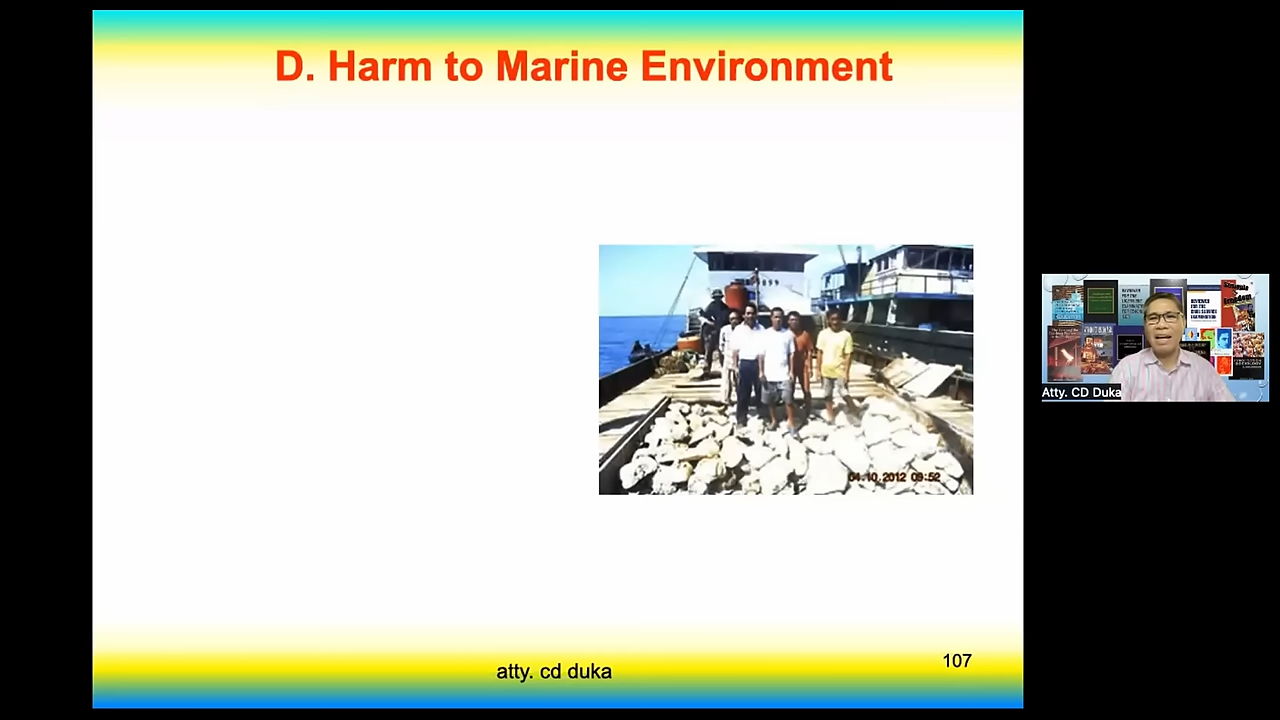 D. Harm to Marine Environment
04.10.2012 09:52
Atty. CD Duka
atty. cd duka
107